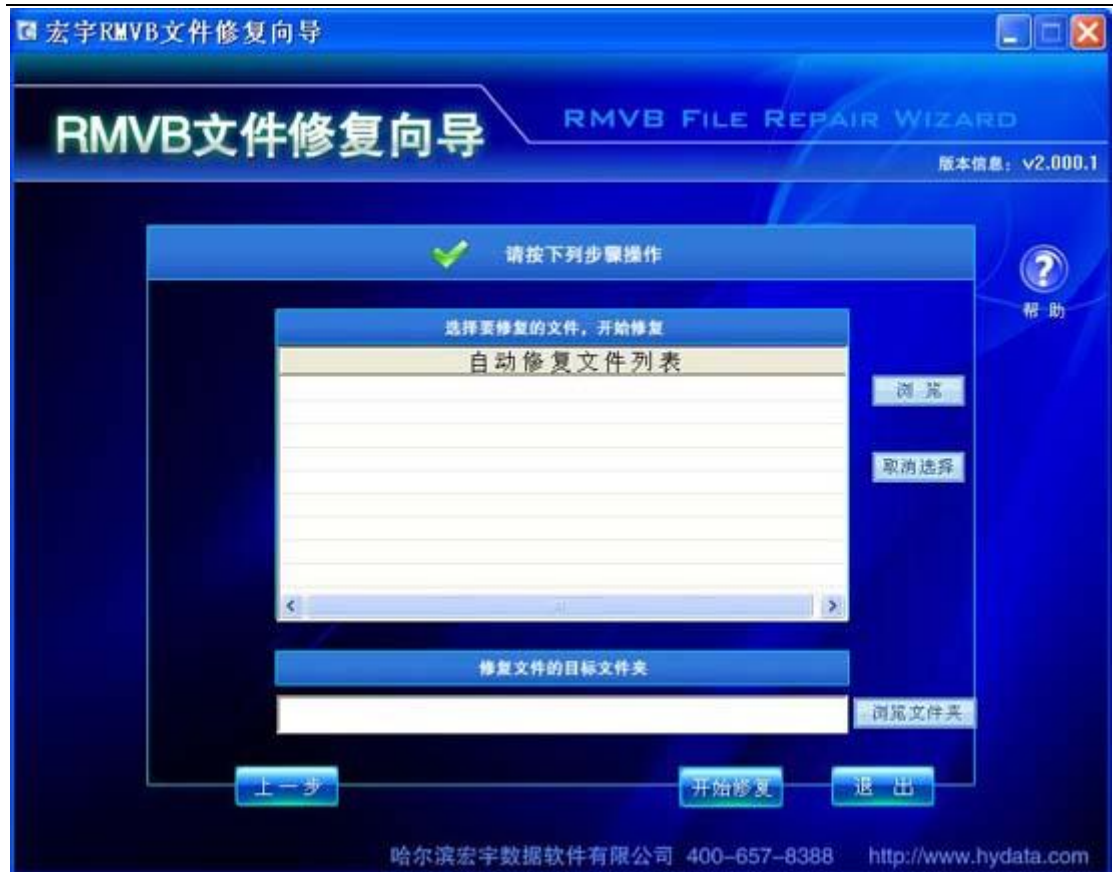 宏宇RMVB文件修复向导
RMVB文件修复向导
RMVB FILE REPAIR WIZARD
版本信息：v2.000.1
请按下列步骤操作
帮 助
选择要修复的文件，开始修复
自动修复文件列表
浏 览
取消选择
修复文件的目标文件夹
浏览文件夹
上一步
开始修复
退 出
哈尔滨宏宇数据软件有限公司 400-657-8388 http://www.hydata.com